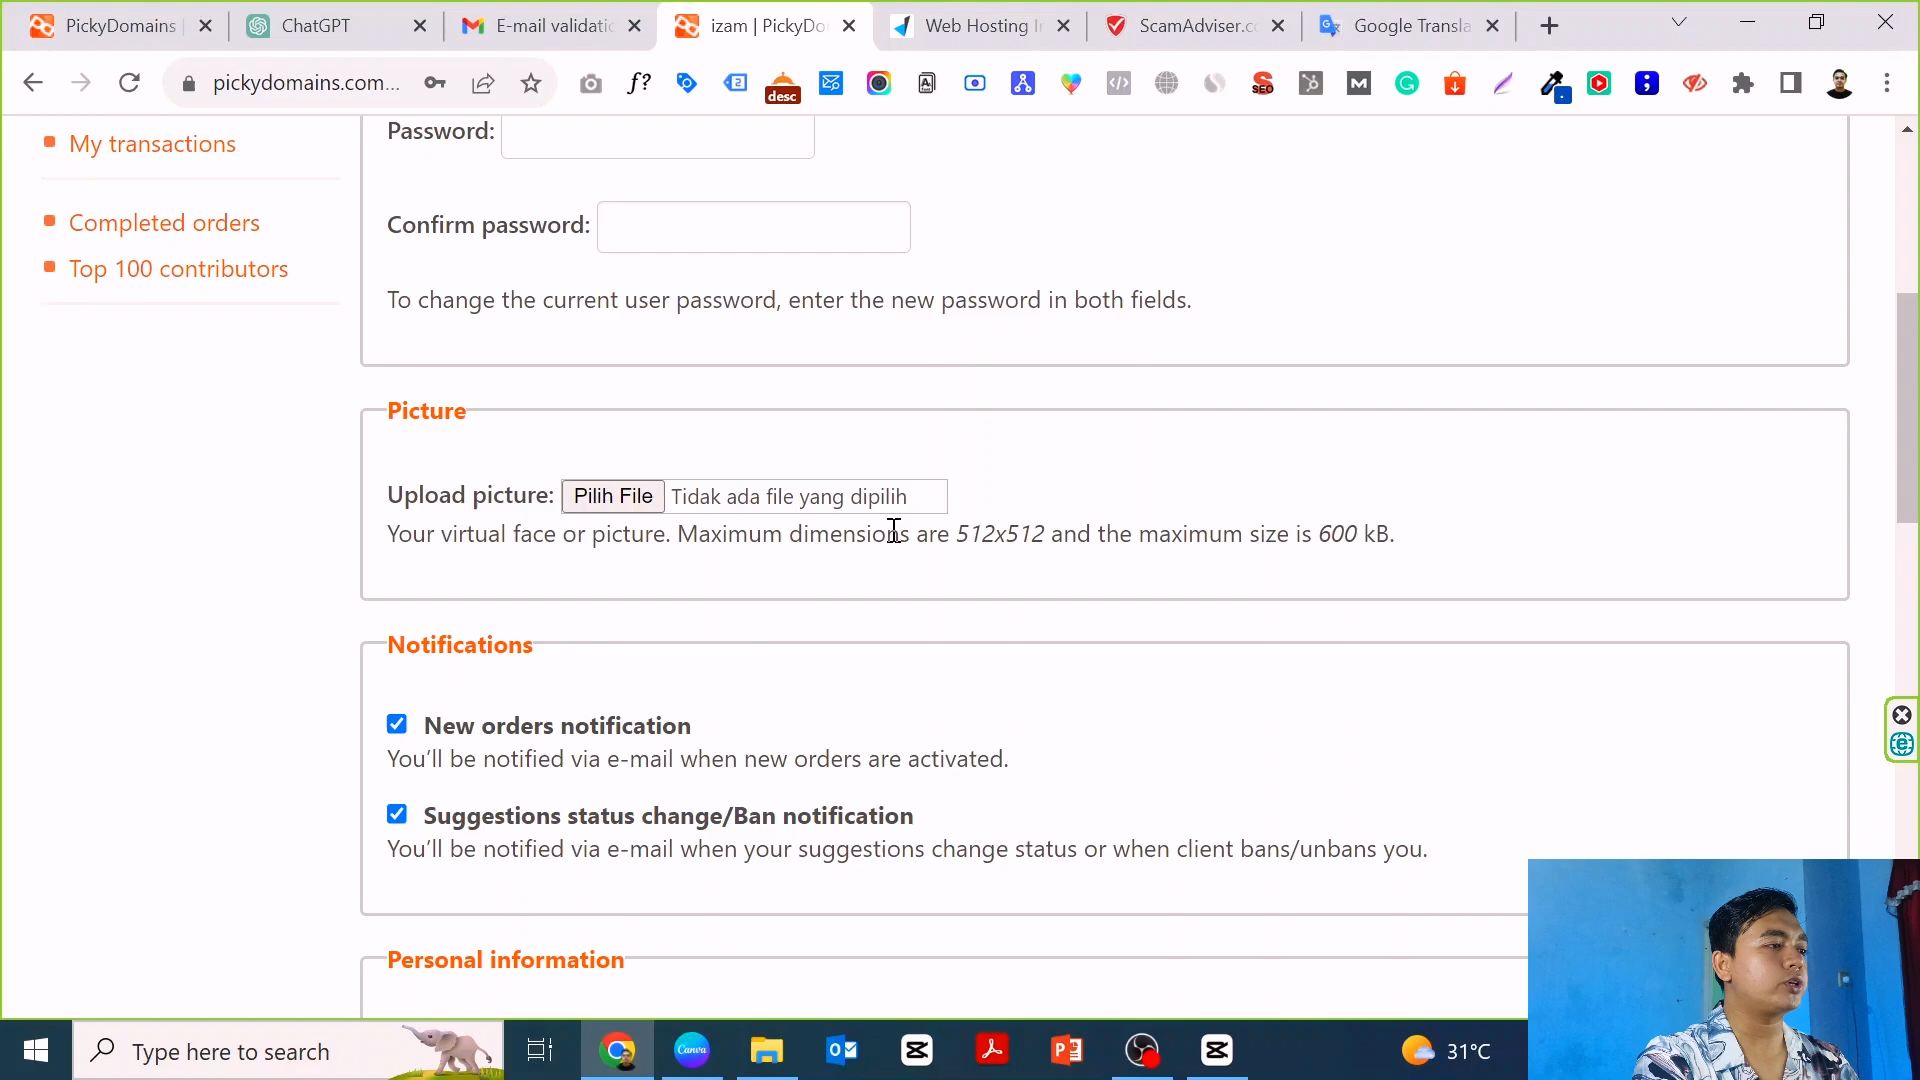 PickyDomains
ChatGPT
E-mail validatio
izam | PickyDo
Web Hosting I
ScamAdviser.co
Google Transla
pickydomains.com...
desc
SEO
My transactions
Completed orders
Top 100 contributors
Password:
Confirm password:
To change the current user password, enter the new password in both fields.
Picture
Upload picture: Pilih File Tidak ada file yang dipilih
Your virtual face or picture. Maximum dimensions are 512x512 and the maximum size is 600 kB.
Notifications
New orders notification
You’ll be notified via e-mail when new orders are activated.
Suggestions status change/Ban notification
You’ll be notified via e-mail when your suggestions change status or when client bans/unbans you.
Personal information
Type here to search
Canva
31°C